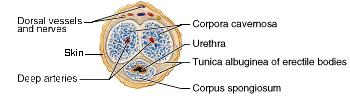 Dorsal vessels
and nerves
Skin
Deep arteries
Corpora cavernosa
Urethra
Tunica albuginea of erectile bodies
Corpus spongiosum